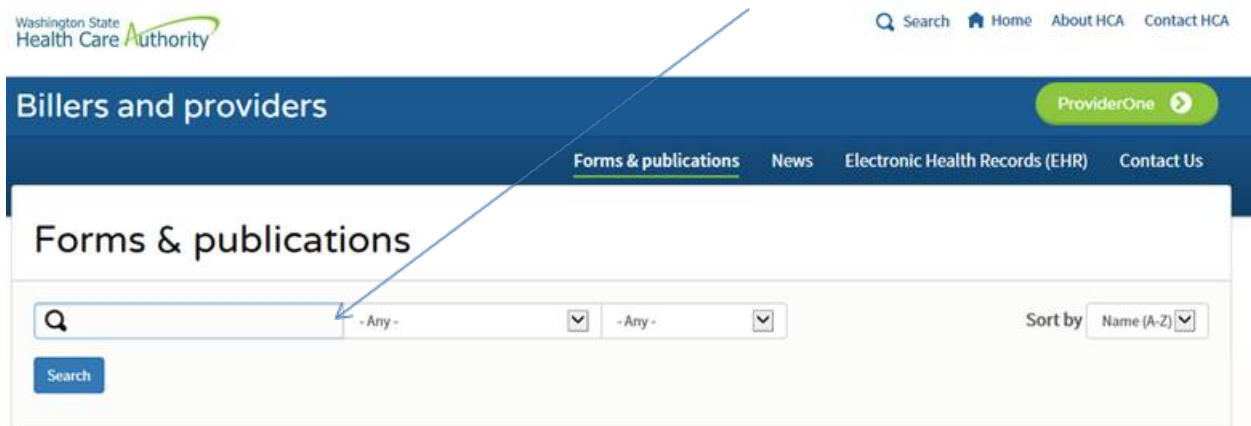 Washington State
Health Care Authority
Search Home About HCA Contact HCA
Billers and providers
ProviderOne
Forms & publications News Electronic Health Records (EHR) Contact Us
Forms & publications
- Any - - Any - Sort by Name (A-Z)
Search